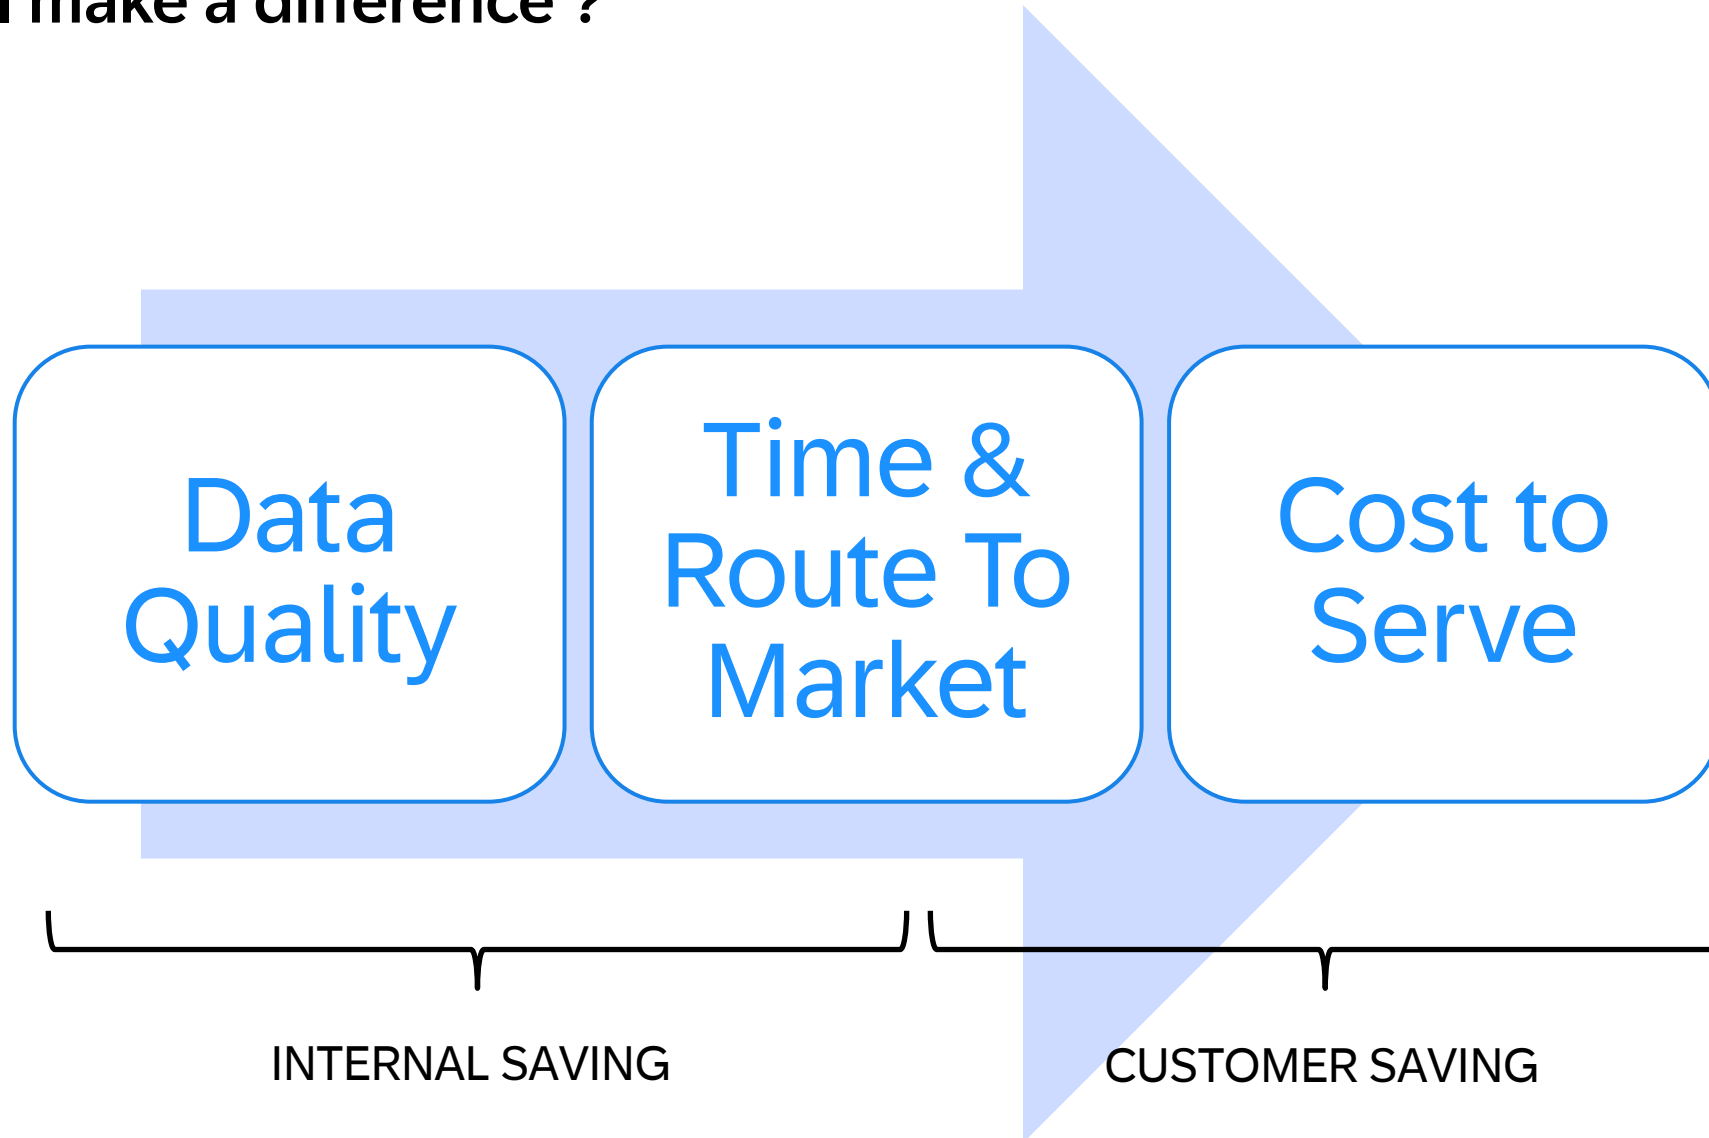 make a difference ?
Data
Quality
Time &
Route To
Market
Cost to
Serve
INTERNAL SAVING
CUSTOMER SAVING